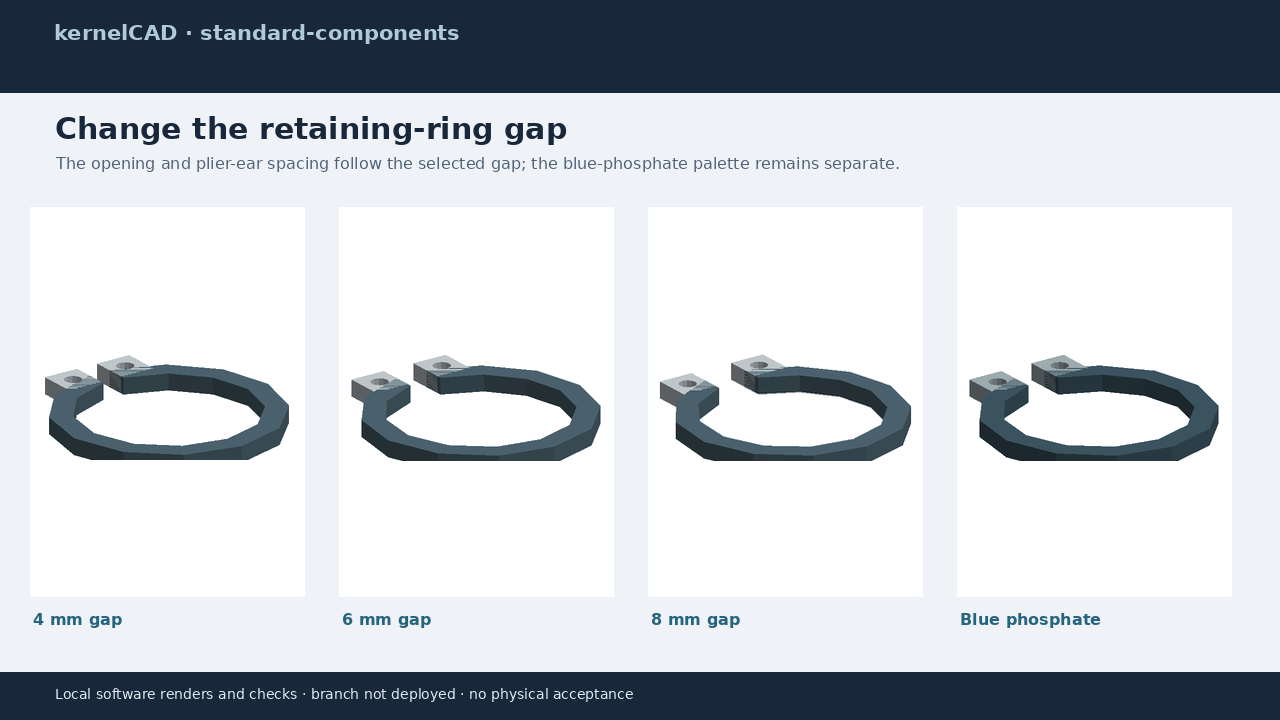 kernelCAD · standard-components
Change the retaining-ring gap
The opening and plier-ear spacing follow the selected gap; the blue-phosphate palette remains separate.
4 mm gap
6 mm gap
8 mm gap
Blue phosphate
Local software renders and checks · branch not deployed · no physical acceptance